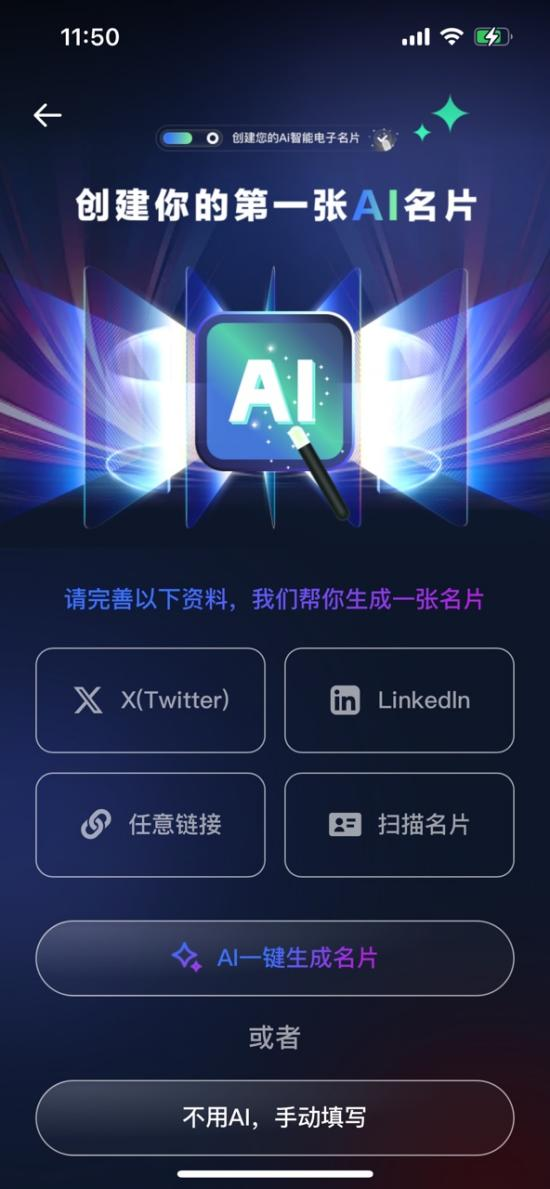 11:50
创建您的Ai智能电子名片
创建你的第一张AI名片
AI
请完善以下资料，我们帮你生成一张名片
X(Twitter)
LinkedIn
任意链接
扫描名片
AI一键生成名片
或者
不用AI，手动填写